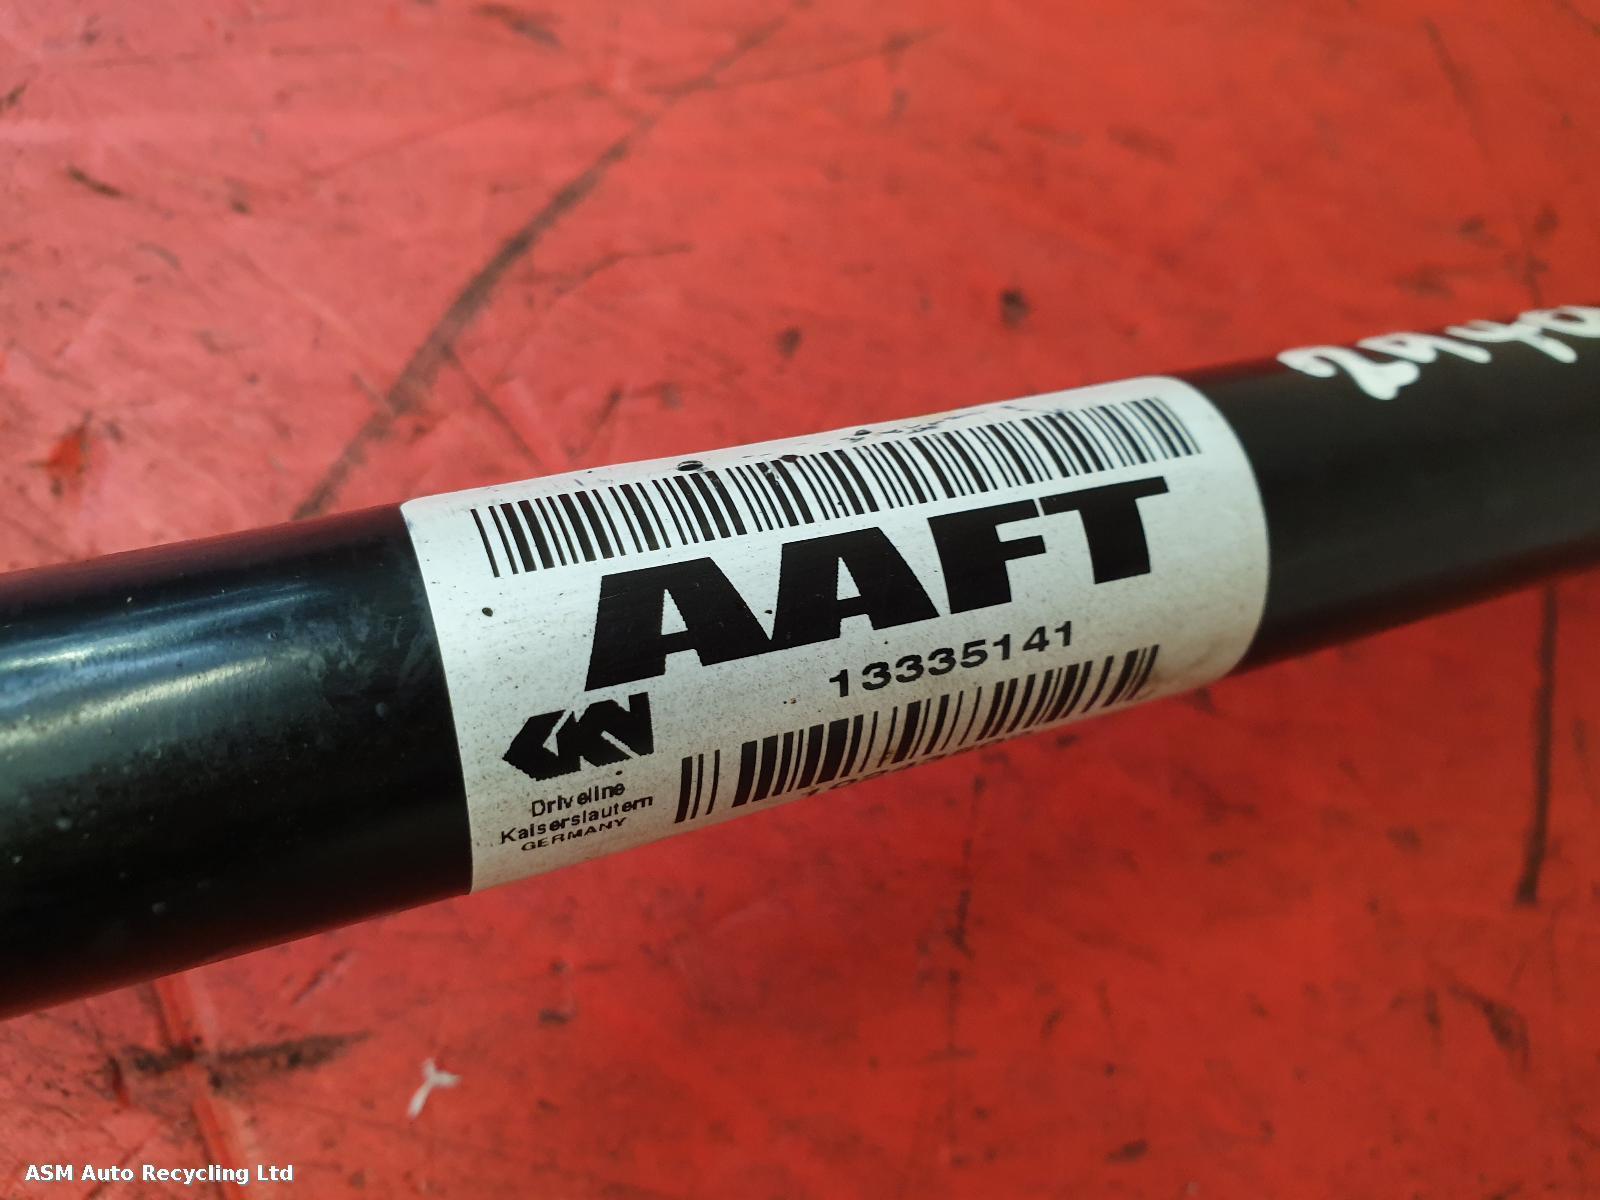 AAFT
13335141
GKN
Driveline
Kaiserslautern
GERMANY
ASM Auto Recycling Ltd